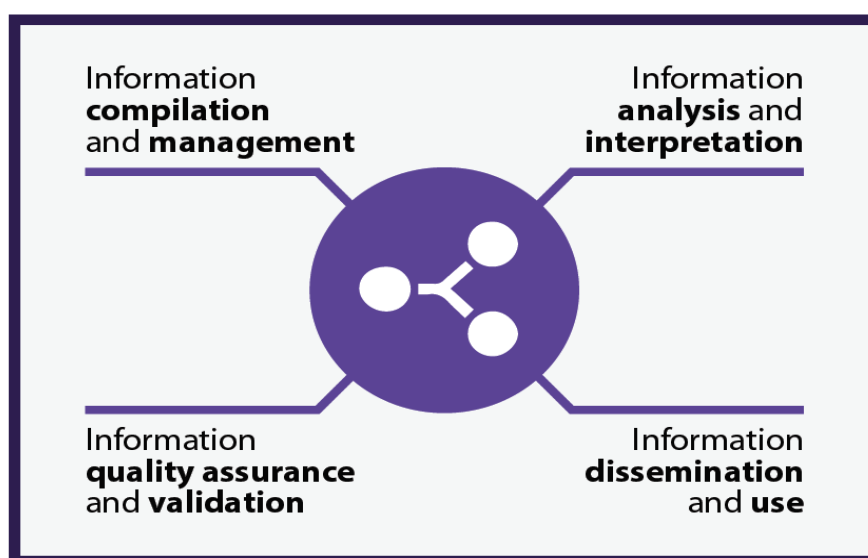 Information
compilation
and management
Information
analysis and
interpretation
Information
quality assurance
and validation
Information
dissemination
and use